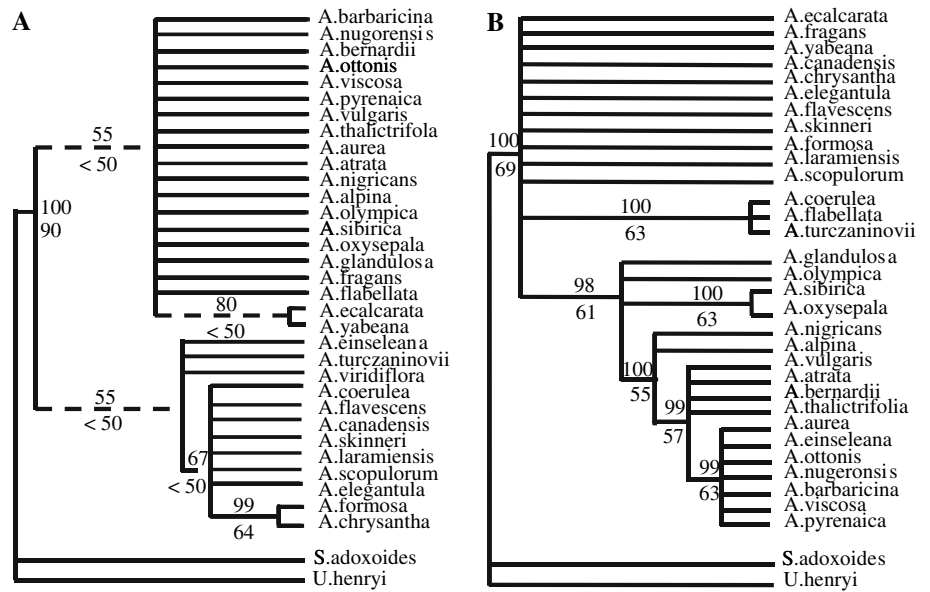 A
A.barbaricina
A.nugorensis
A.bernardii
A.ottonis
A.viscosa
A.pyrenaica
A.vulgaris
A.thalictrifola
A.aurea
A.atrata
A.nigricans
A.alpina
A.olympica
A.sibirica
A.oxysepala
A.glandulosa
A.fragans
A.flabellata
A.ecalcarata
A.yabeana
A.einseleana
A.turczaninovii
A.viridiflora
A.coerulea
A.flavescens
A.canadensis
A.skinneri
A.laramiensis
A.scopulorum
A.elegantula
A.formosa
A.chrysantha
S.adoxoides
U.henryi
55
< 50
100
90
80
< 50
55
< 50
67
< 50
99
64
B
A.ecalcarata
A.fragans
A.yabeana
A.canadensis
A.chrysantha
A.elegantula
A.flavescens
A.skinneri
A.formosa
A.laramiensis
A.scopulorum
A.coerulea
A.flabellata
A.turczaninovii
A.glandulosa
A.olympica
A.sibirica
A.oxysepala
A.nigricans
A.alpina
A.vulgaris
A.atrata
A.bernardii
A.thalictrifolia
A.aurea
A.einseleana
A.ottonis
A.nugeronsis
A.barbaricina
A.viscosa
A.pyrenaica
S.adoxoides
U.henryi
100
69
100
63
98
61
100
63
100
55
99
57
99
63